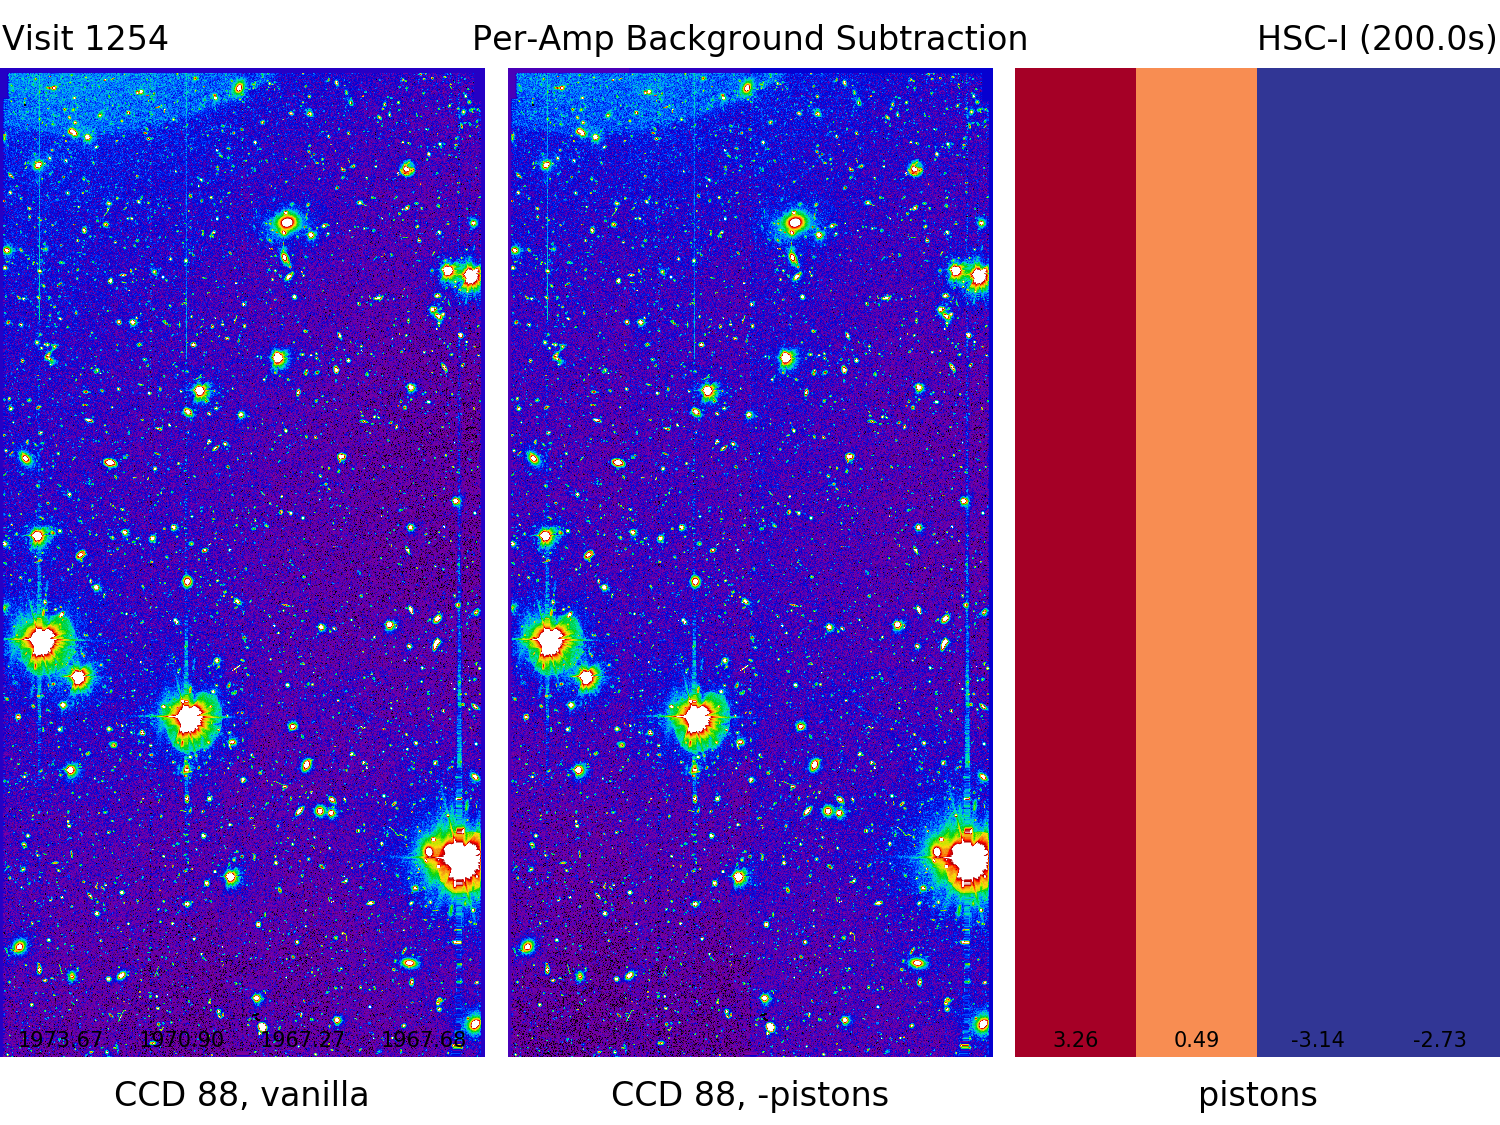 Visit 1254 Per-Amp Background Subtraction HSC-I (200.0s)
1973.67 1970.90 1967.27 1967.68 3.26 0.49 -3.14 -2.73
CCD 88, vanilla CCD 88, -pistons pistons